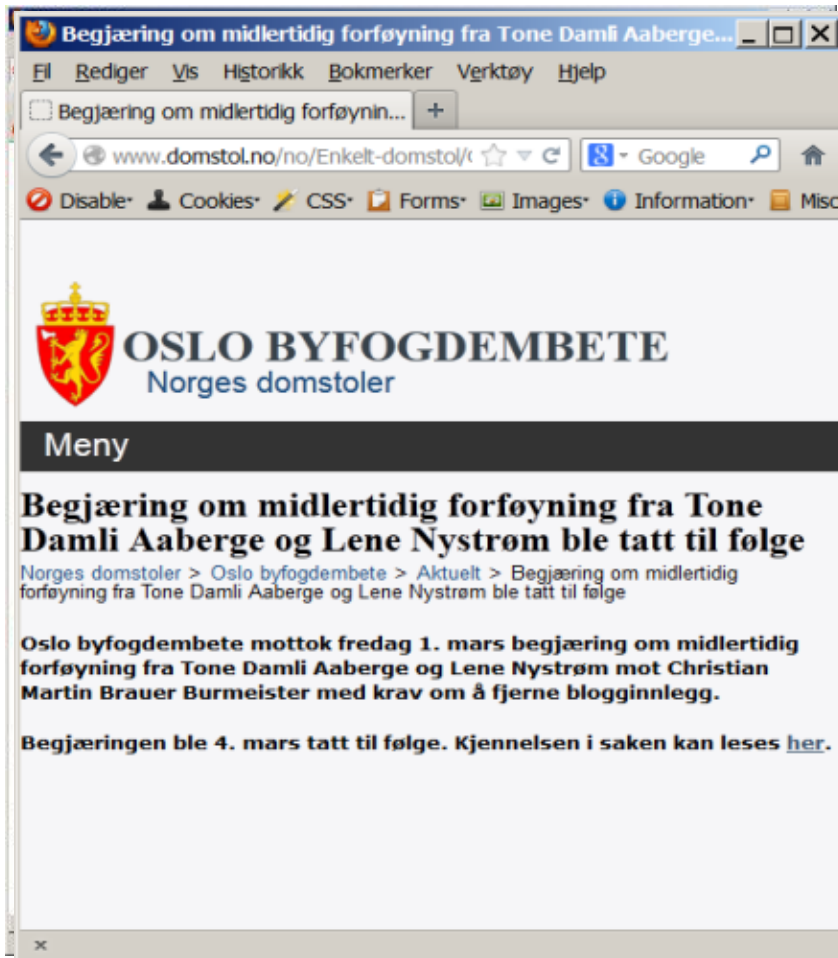 Begjæring om midlertidig forføyning fra Tone Damli Aaberge...
Fil Rediger Vis Historikk Bokmerker Verktøy Hjelp
Begjæring om midlertidig forføynin... +
www.domstol.no/no/Enkelt-domstol/ Google
Disable Cookies CSS Forms Images Information Misc
OSLO BYFOGDEMBETE
Norges domstoler
Meny
Begjæring om midlertidig forføyning fra Tone
Damli Aaberge og Lene Nystrøm ble tatt til følge
Norges domstoler > Oslo byfogdembete > Aktuelt > Begjæring om midlertidig
forføyning fra Tone Damli Aaberge og Lene Nystrøm ble tatt til følge
Oslo byfogdembete mottok fredag 1. mars begjæring om midlertidig
forføyning fra Tone Damli Aaberge og Lene Nystrøm mot Christian
Martin Brauer Burmeister med krav om å fjerne blogginnlegg.
Begjæringen ble 4. mars tatt til følge. Kjennelsen i saken kan leses her.